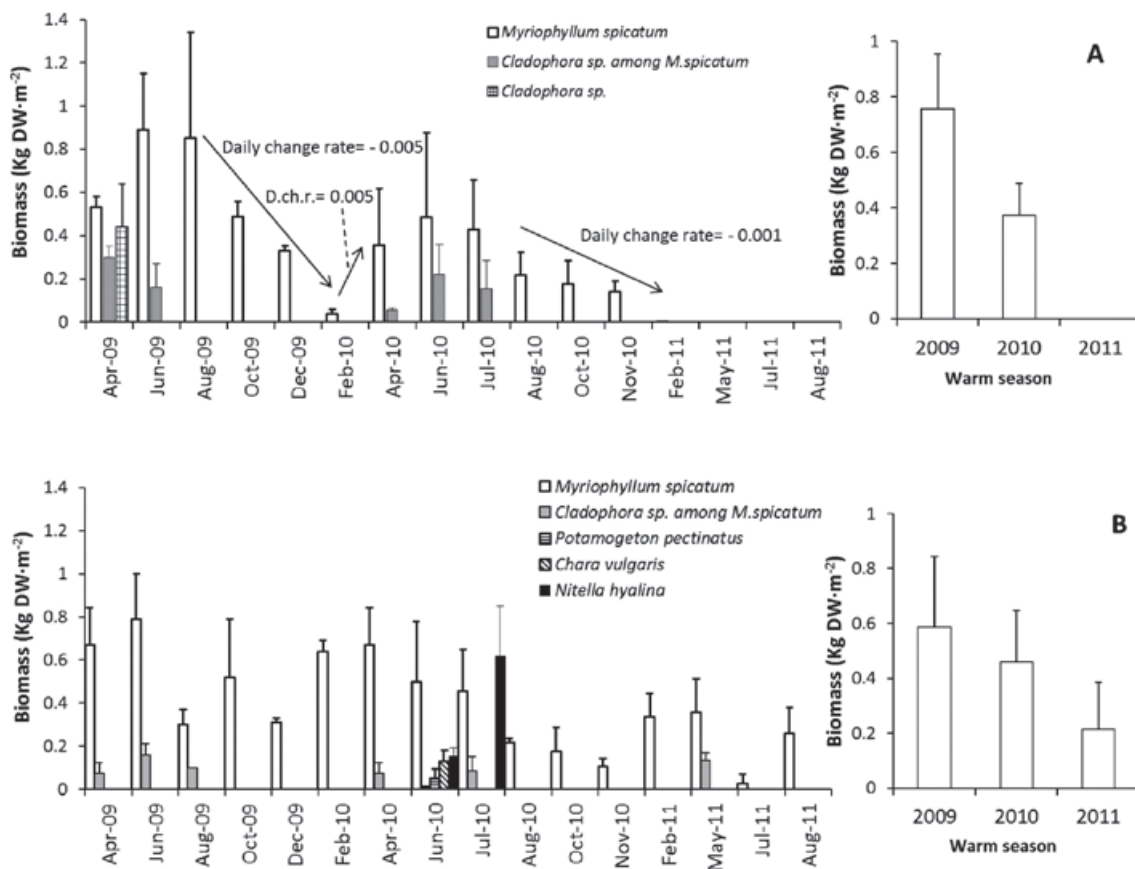 Biomass (Kg DW·m-2)
1.4
1.2
1
0.8
0.6
0.4
0.2
0
Myriophyllum spicatum
Cladophora sp. among M.spicatum
Cladophora sp.
Daily change rate= - 0.005
D.ch.r.= 0.005
Daily change rate= - 0.001
Apr-09
Jun-09
Aug-09
Oct-09
Dec-09
Feb-10
Apr-10
Jun-10
Jul-10
Aug-10
Oct-10
Nov-10
Feb-11
May-11
Jul-11
Aug-11
A
Biomass (Kg DW·m-2)
1
0.8
0.6
0.4
0.2
0
2009 2010 2011
Warm season
Biomass (Kg DW·m-2)
1.4
1.2
1
0.8
0.6
0.4
0.2
0
Myriophyllum spicatum
Cladophora sp. among M.spicatum
Potamogeton pectinatus
Chara vulgaris
Nitella hyalina
Apr-09
Jun-09
Aug-09
Oct-09
Dec-09
Feb-10
Apr-10
Jun-10
Jul-10
Aug-10
Oct-10
Nov-10
Feb-11
May-11
Jul-11
Aug-11
B
Biomass (Kg DW·m-2)
1
0.8
0.6
0.4
0.2
0
2009 2010 2011
Warm season